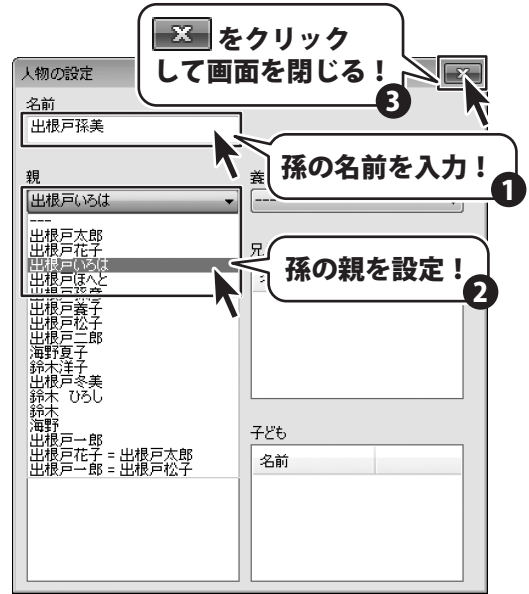 X をクリック
して画面を閉じる!
3
人物の設定
X
名前
出根戸孫美
孫の名前を入力!
1
親
養
出根戸いろは
---
---
出根戸太郎
出根戸花子
出根戸いろは
出根戸ほへと
兄
孫の親を設定!
2
出根戸養子
出根戸松子
出根戸二郎
海野夏子
鈴木洋子
出根戸冬美
鈴木 ひろし
鈴木
海野
出根戸一郎
出根戸花子 = 出根戸太郎
出根戸一郎 = 出根戸松子
子ども
名前